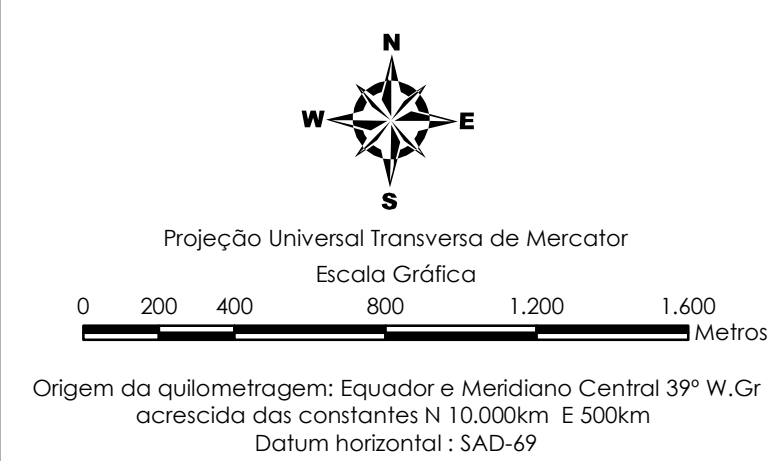 N
W E
S
Projeção Universal Transversa de Mercator
Escala Gráfica
0 200 400 800 1.200 1.600
Metros
Origem da quilometragem: Equador e Meridiano Central 39º W.Gr
acrescida das constantes N 10.000km E 500km
Datum horizontal : SAD-69